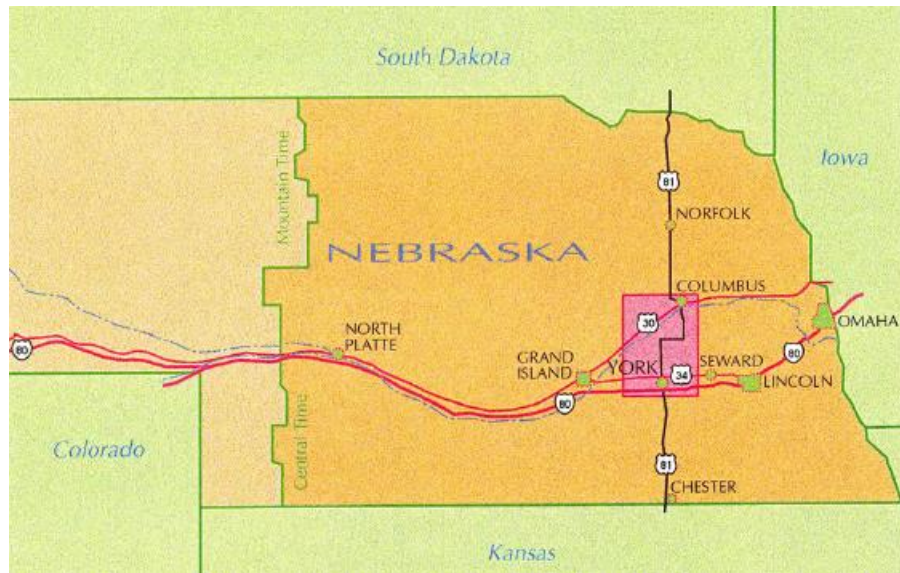 South Dakota
Iowa
Mountain Time
81
NORFOLK
NEBRASKA
COLUMBUS
30
OMAHA
NORTH
PLATTE
80
GRAND
ISLAND
YORK
34
SEWARD
80
LINCOLN
80
Colorado
Central Time
81
CHESTER
Kansas